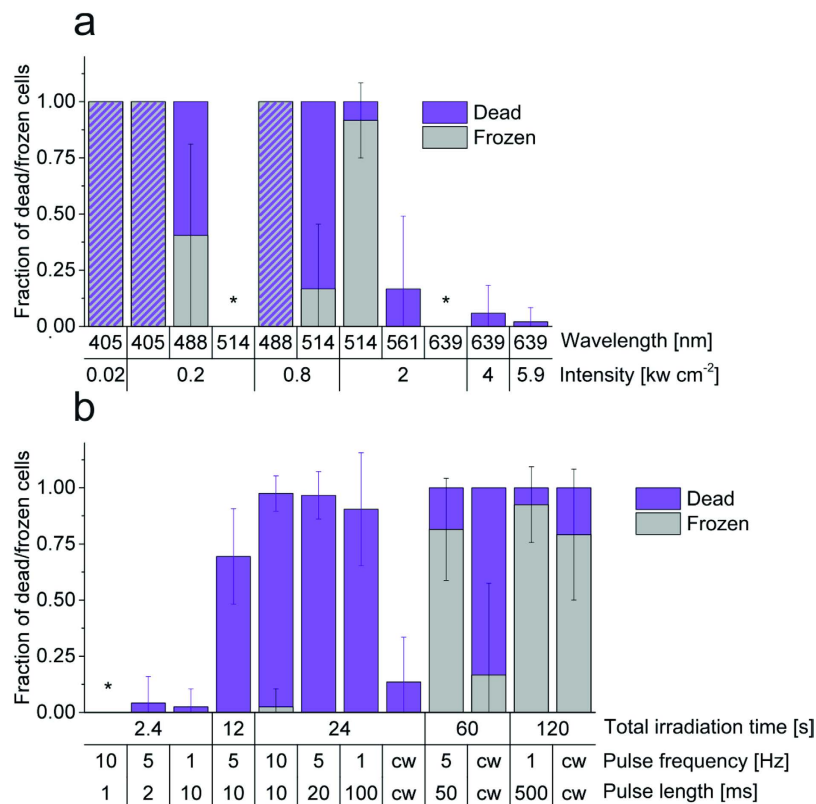 a
Fraction of dead/frozen cells
1.00
0.75
0.50
0.25
0.00
Dead
Frozen
*
*
405 405 488 514 488 514 514 561 639 639 639 Wavelength [nm]
0.02 0.2 0.8 2 4 5.9 Intensity [kw cm-2]
b
Fraction of dead/frozen cells
1.00
0.75
0.50
0.25
0.00
Dead
Frozen
*
2.4 12 24 60 120 Total irradiation time [s]
10 5 1 5 10 5 1 cw 5 cw 1 cw Pulse frequency [Hz]
1 2 10 10 10 20 100 cw 50 cw 500 cw Pulse length [ms]